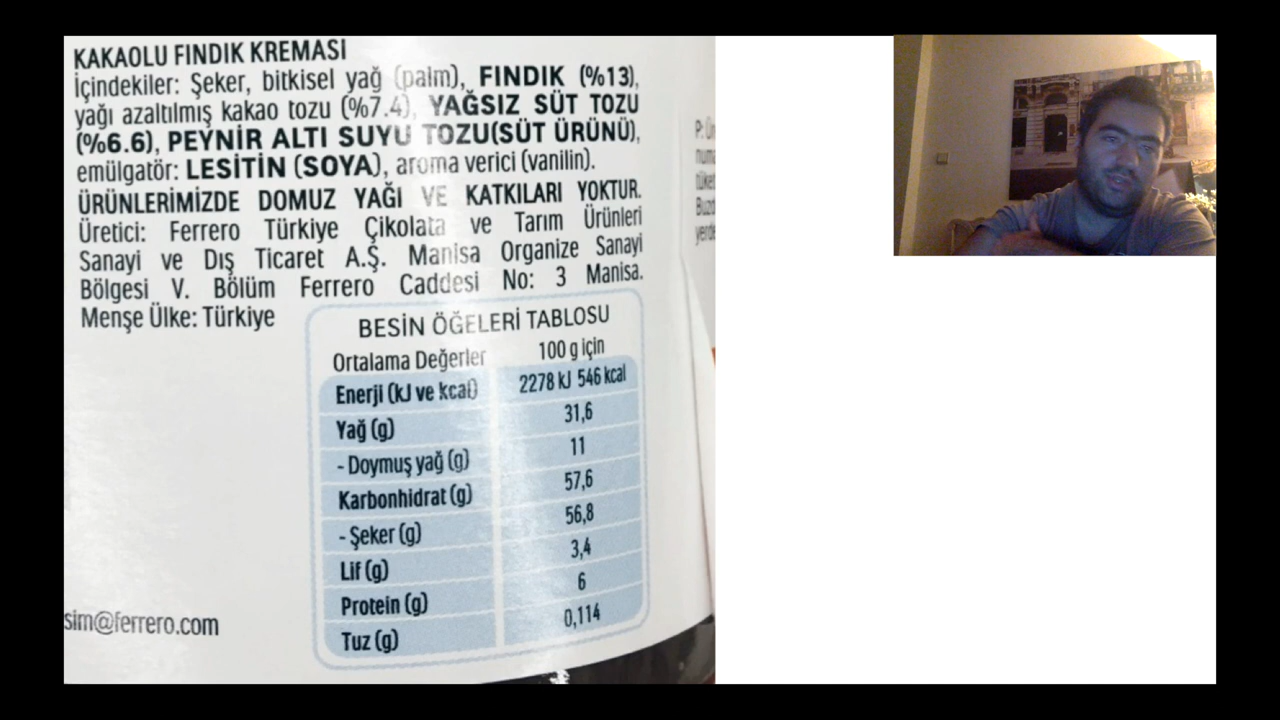 KAKAOLU FINDIK KREMASI
İçindekiler: Şeker, bitkisel yağ (palm), FINDIK (%13),
yağı azaltılmış kakao tozu (%7.4), YAĞSIZ SÜT TOZU
(%6.6), PEYNİR ALTI SUYU TOZU(SÜT ÜRÜNÜ),
emülgatör: LESİTİN (SOYA), aroma verici (vanilin).
ÜRÜNLERİMİZDE DOMUZ YAĞI VE KATKILARI YOKTUR.
Üretici: Ferrero Türkiye Çikolata ve Tarım Ürünleri
Sanayi ve Dış Ticaret A.Ş. Manisa Organize Sanayi
Bölgesi V. Bölüm Ferrero Caddesi No: 3 Manisa.
Menşe Ülke: Türkiye
BESİN ÖĞELERİ TABLOSU
Ortalama Değerler 100 g için
Enerji (kJ ve kcal) 2278 kJ 546 kcal
Yağ (g) 31,6
- Doymuş yağ (g) 11
Karbonhidrat (g) 57,6
- Şeker (g) 56,8
Lif (g) 3,4
Protein (g) 6
Tuz (g) 0,114
sim@ferrero.com